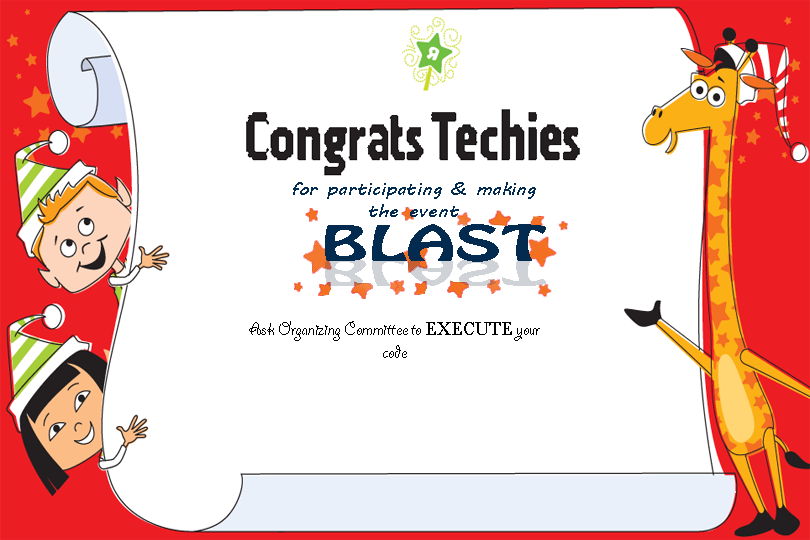 R
Congrats Techies
for participating & making
the event
BLAST
Ask Organizing Committee to EXECUTE your
code